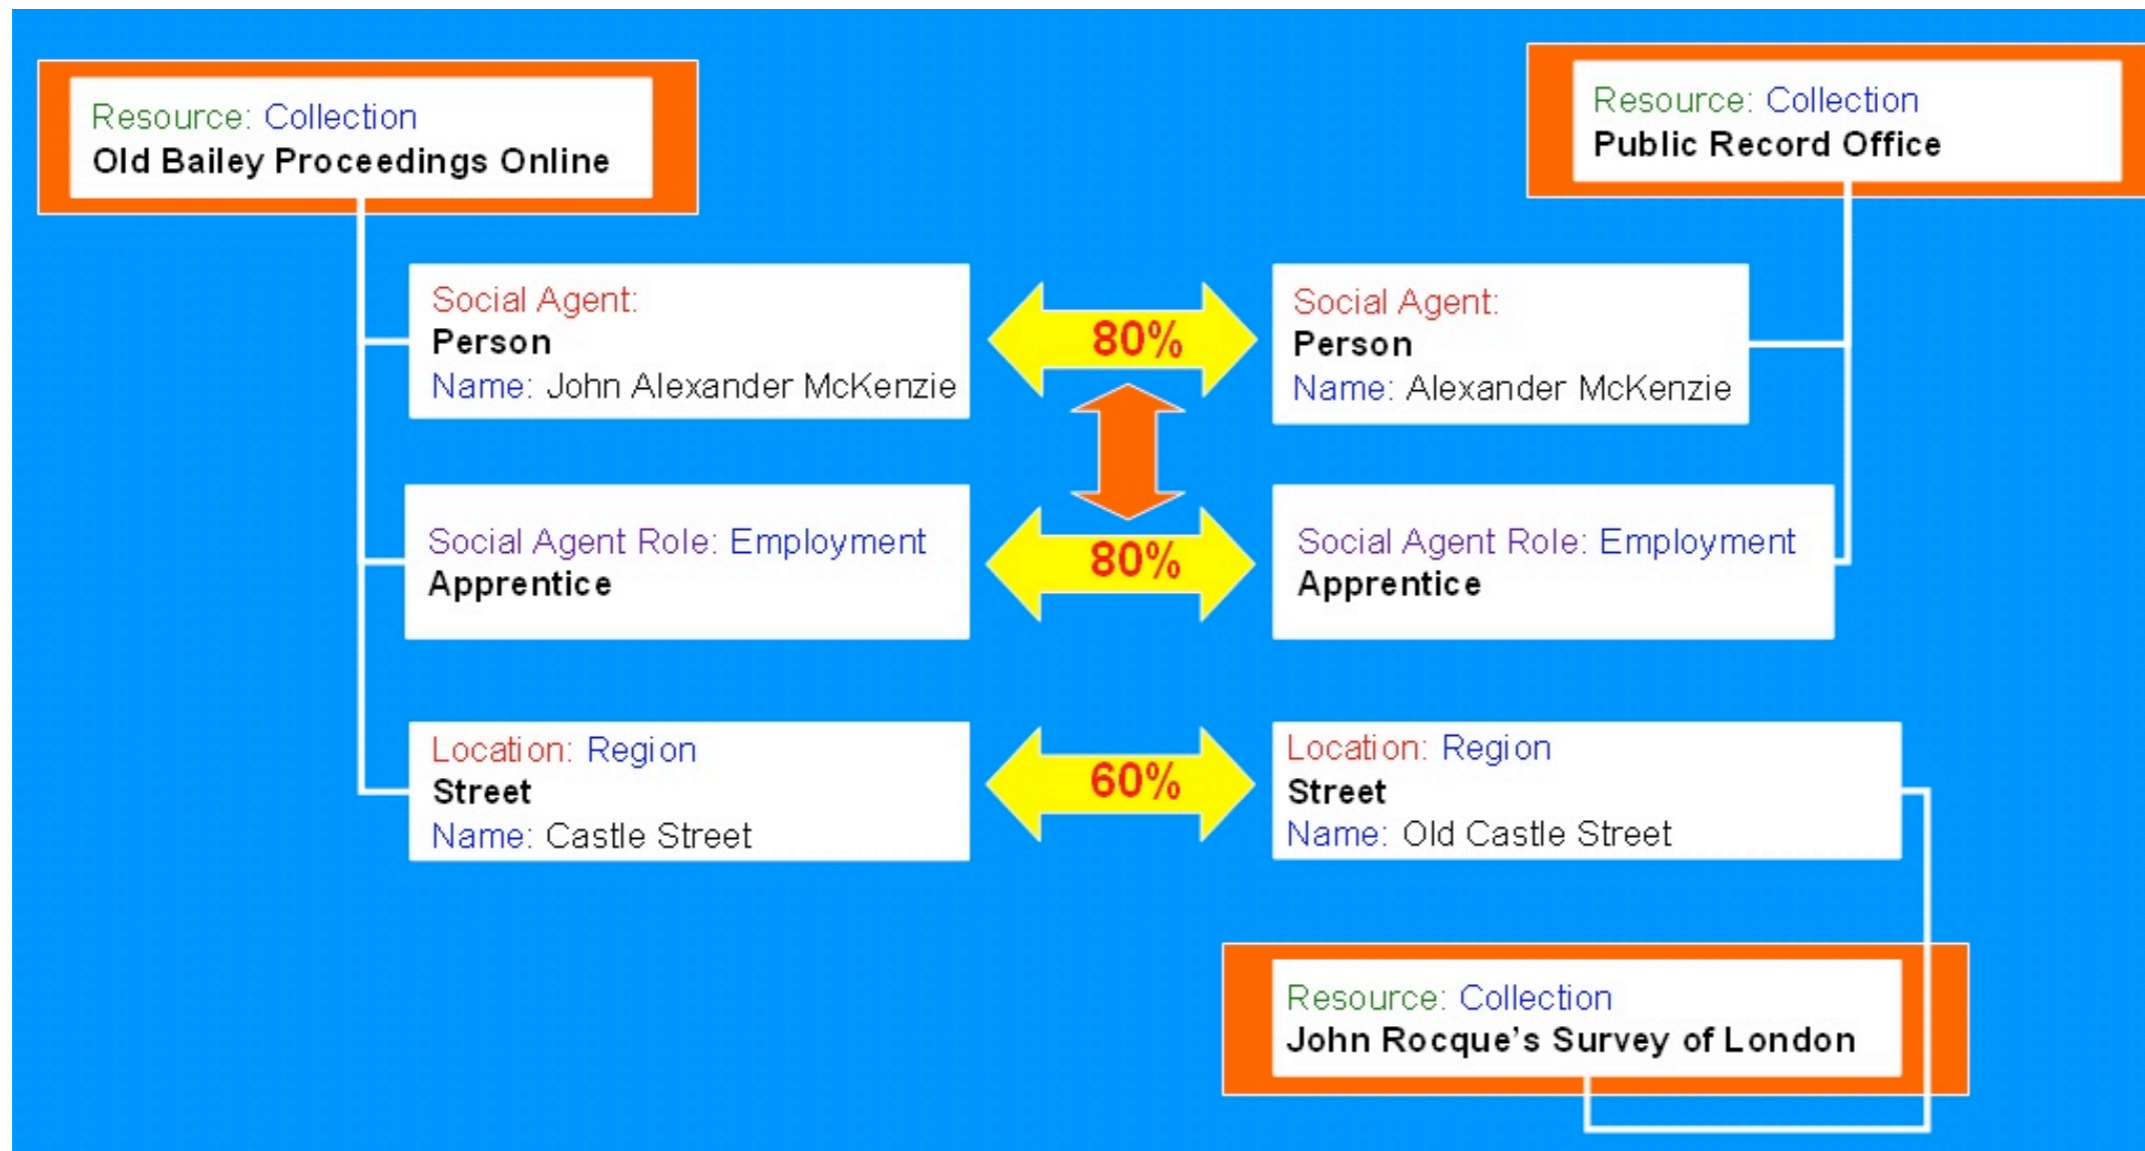 Resource: Collection
Old Bailey Proceedings Online
Resource: Collection
Public Record Office
Social Agent:
Person
Name: John Alexander McKenzie
80%
Social Agent:
Person
Name: Alexander McKenzie
Social Agent Role: Employment
Apprentice
80%
Social Agent Role: Employment
Apprentice
Location: Region
Street
Name: Castle Street
60%
Location: Region
Street
Name: Old Castle Street
Resource: Collection
John Rocque’s Survey of London